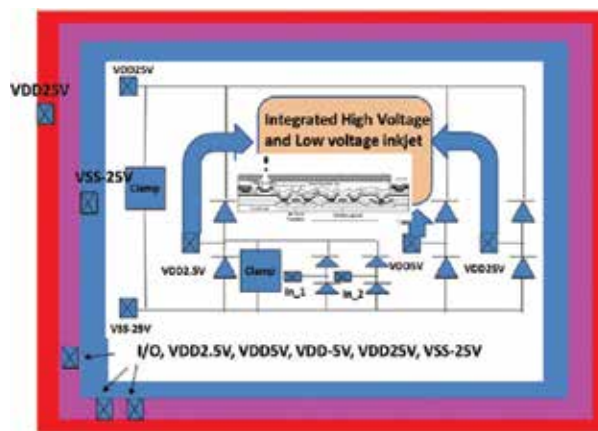 VDD25V
VDD25V
Integrated High Voltage
and Low voltage inkjet
VSS-25V
Clamp
VDD2.5V
Clamp
VDD5V
VDD25V
In_1
In_2
VSS-25V
I/O, VDD2.5V, VDD5V, VDD-5V, VDD25V, VSS-25V